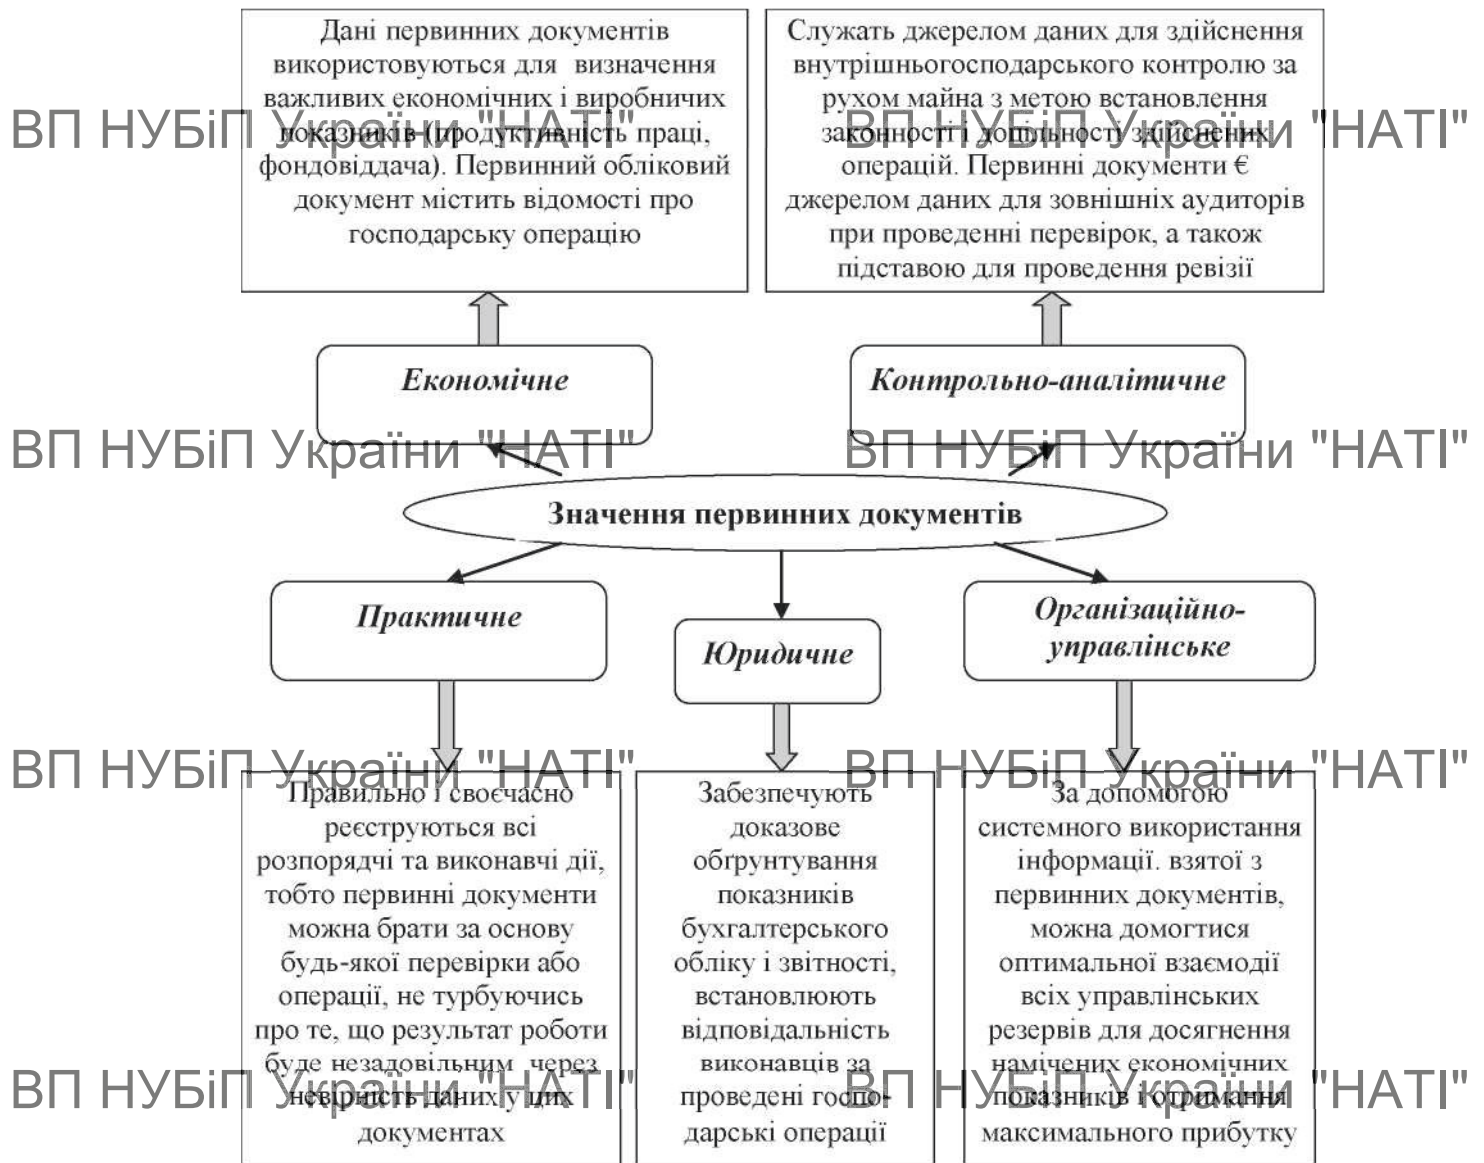 Дані первинних документів
використовуються для визначення
важливих економічних і виробничих
показників (продуктивність праці,
фондовіддача). Первинний обліковий
документ містить відомості про
господарську операцію
Служать джерелом даних для здійснення
внутрішньогосподарського контролю за
рухом майна з метою встановлення
законності і допільності здійснених
операцій. Первинні документи €
джерелом даних для зовнішніх аудиторів
при проведенні перевірок, а також
підставою для проведення ревізії
ВП НУБіП України "НАТІ"
ВП НУБіП України "НАТІ"
Економічне
Контрольно-аналітичне
ВП НУБіП України "НАТІ"
ВП НУБіП України "НАТІ"
Значення первинних документів
Практичне
Юридичне
Організаційно-
управлінське
ВП НУБіП України "НАТІ"
ВП НУБіП України "НАТІ"
Правильно і своєчасно
реєструються всі
розпорядчі та виконавчі дії,
тобто первинні документи
можна брати за основу
будь-якої перевірки або
операції, не турбуючись
про те, що результат роботи
буде незадовільним через
невірність даних у цих
документах
Забезпечують
доказове
обґрунтування
показників
бухгалтерського
обліку і звітності,
встановлюють
відповідальність
виконавців за
проведені госпо-
дарські операції
За допомогою
системного використання
інформації. взятої з
первинних документів,
можна домогтися
оптимальної взаємодії
всіх управлінських
резервів для досягнення
намічених економічних
показників і отримання
максимального прибутку
ВП НУБіП України "НАТІ"
ВП НУБіП України "НАТІ"